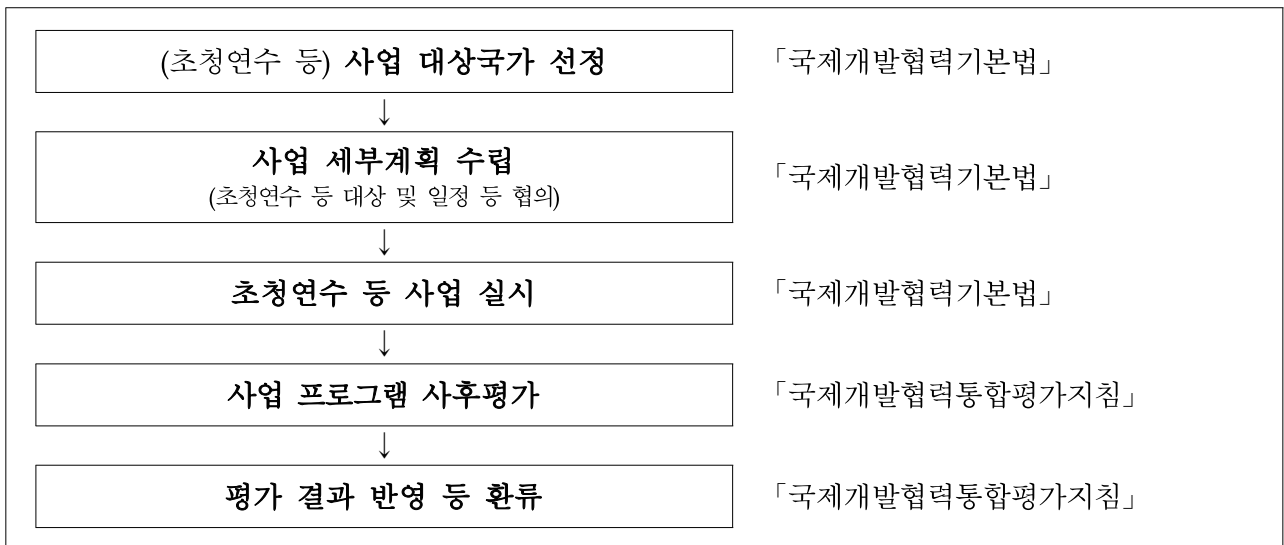 (초청연수 등) 사업 대상국가 선정 「국제개발협력기본법」
↓
사업 세부계획 수립
(초청연수 등 대상 및 일정 등 협의) 「국제개발협력기본법」
↓
초청연수 등 사업 실시 「국제개발협력기본법」
↓
사업 프로그램 사후평가 「국제개발협력통합평가지침」
↓
평가 결과 반영 등 환류 「국제개발협력통합평가지침」